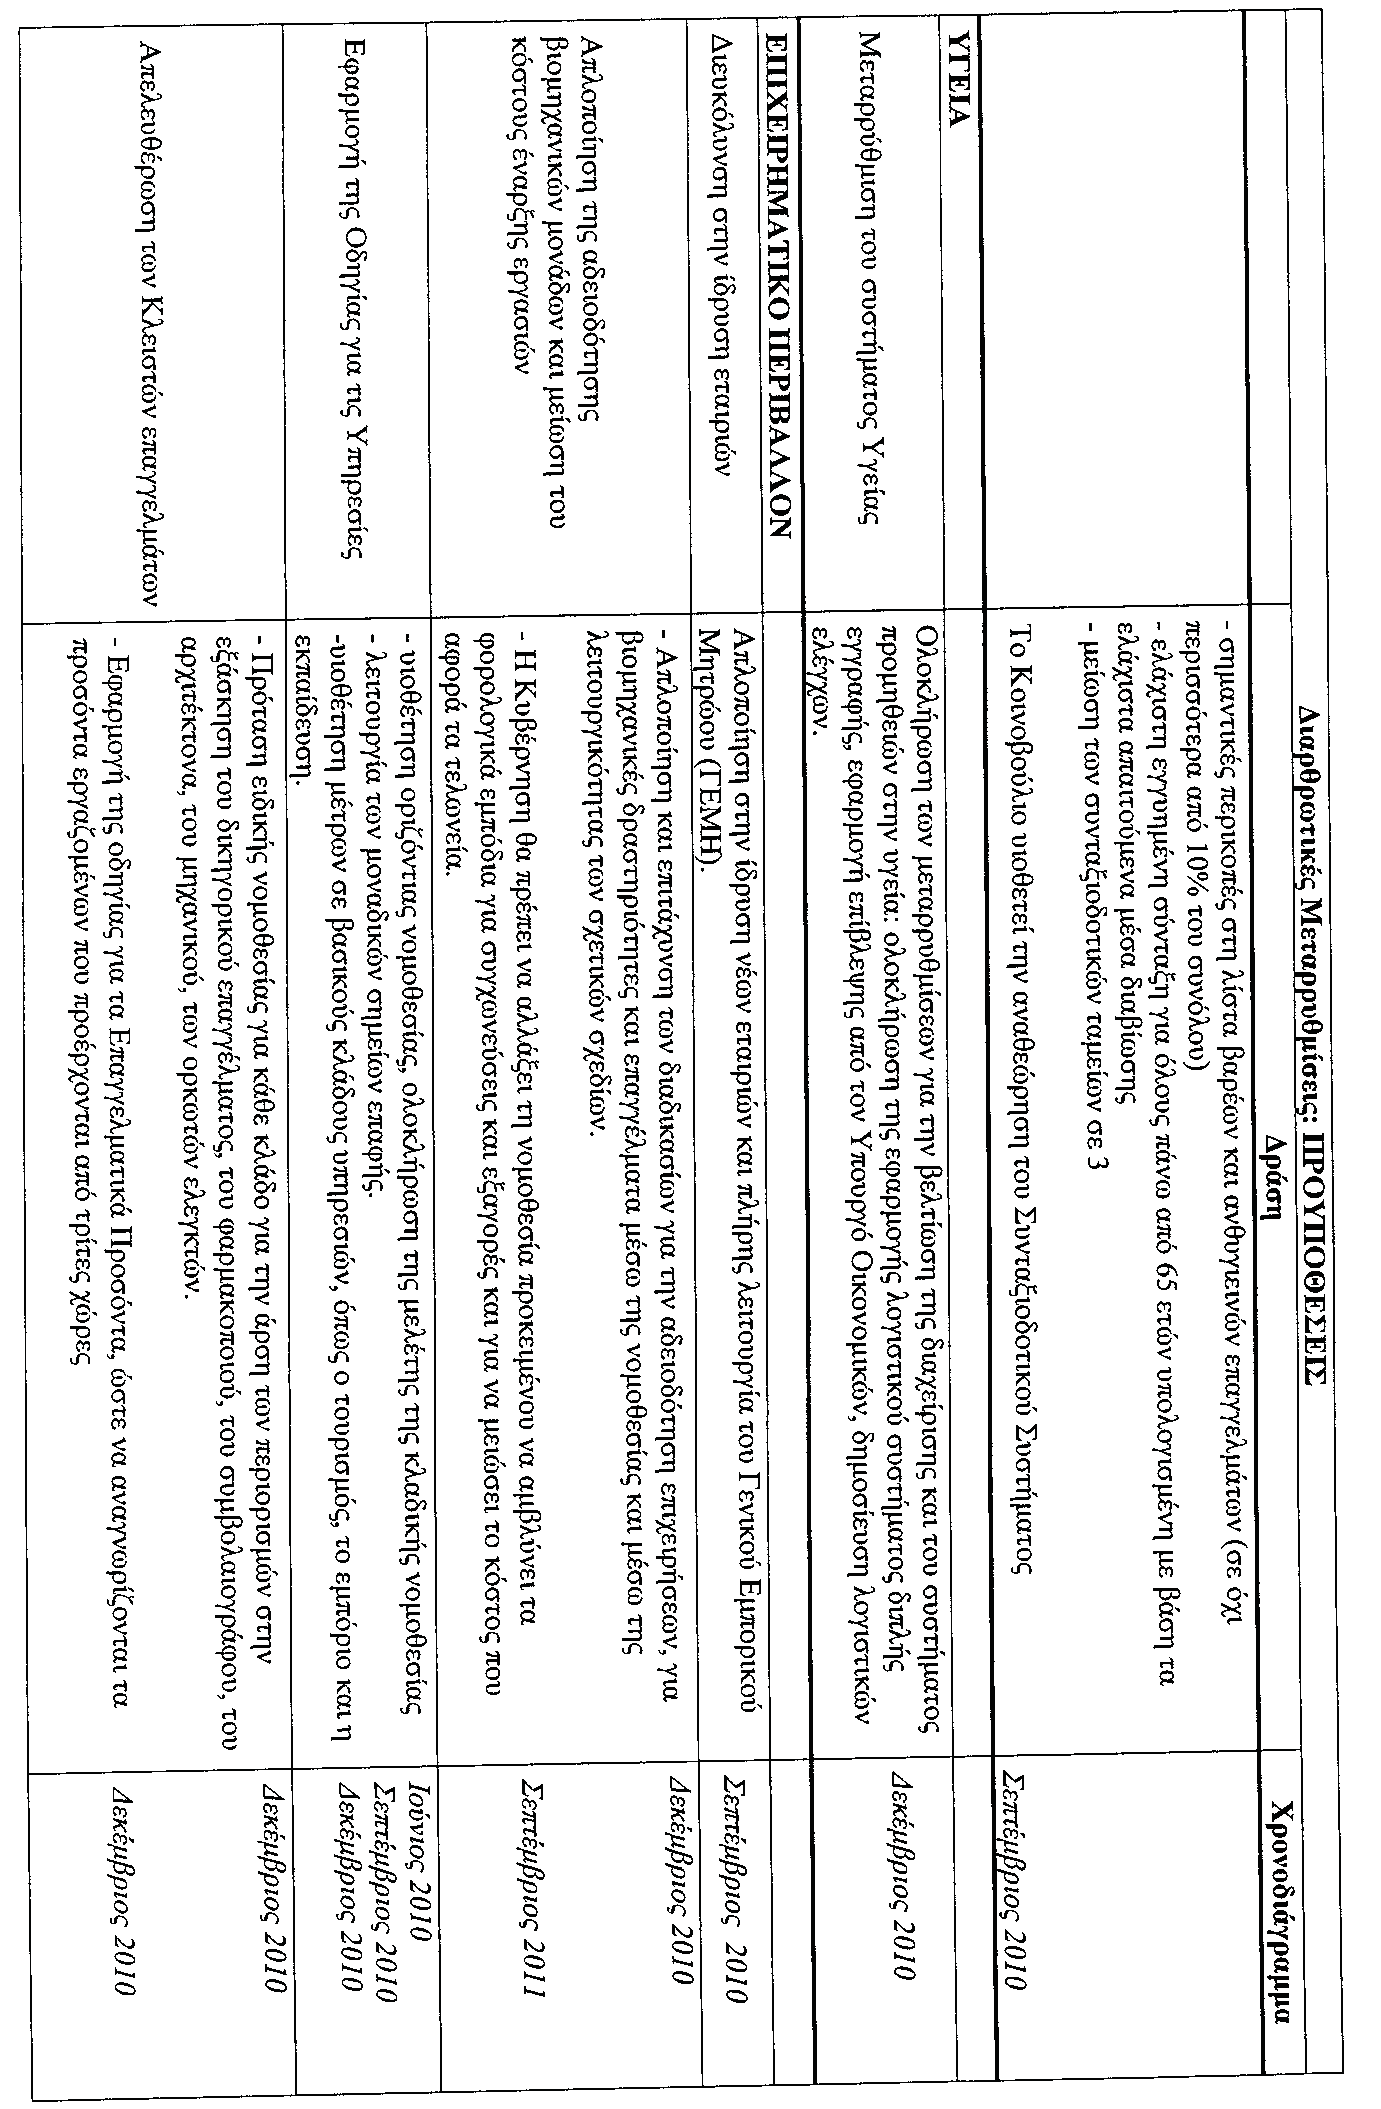 Διαρθρωτικές Μεταρρυθμίσεις: ΠΡΟΥΠΟΘΕΣΕΙΣ
Δράση
Χρονοδιάγραμμα
- σημαντικές περικοπές στη λίστα βαρέων και ανθυγιεινών επαγγελμάτων (σε όχι
περισσότερα από 10% του συνόλου)
- ελάχιστη εγγυημένη σύνταξη για όλους πάνω από 65 ετών υπολογισμένη με βάση τα
ελάχιστα απαιτούμενα μέσα διαβίωσης
- μείωση των συνταξιοδοτικών ταμείων σε 3
Το Κοινοβούλιο υιοθετεί την αναθεώρηση του Συνταξιοδοτικού Συστήματος
Σεπτέμβριος 2010
ΥΓΕΙΑ
Μεταρρύθμιση του συστήματος Υγείας
Ολοκλήρωση των μεταρρυθμίσεων για την βελτίωση της διαχείρισης και του συστήματος
προμηθειών στην υγεία: ολοκλήρωση της εφαρμογής λογιστικού συστήματος διπλής
εγγραφής, εφαρμογή επίβλεψης από τον Υπουργό Οικονομικών, δημοσίευση λογιστικών
ελέγχων.
Δεκέμβριος 2010
ΕΠΙΧΕΙΡΗΜΑΤΙΚΟ ΠΕΡΙΒΑΛΛΟΝ
Διευκόλυνση στην ίδρυση εταιριών
Απλοποίηση στην ίδρυση νέων εταιριών και πλήρης λειτουργία του Γενικού Εμπορικού
Μητρώου (ΓΕΜΗ).
Σεπτέμβριος 2010
Απλοποίηση της αδειοδότησης
βιομηχανικών μονάδων και μείωση του
κόστους έναρξης εργασιών
- Απλοποίηση και επιτάχυνση των διαδικασίων για την αδειοδότηση επιχειρήσεων, για
βιομηχανικές δραστηριότητες και επαγγέλματα μέσω της νομοθεσίας και μέσω της
λειτουργικότητας των σχετικών σχεδίων.
Δεκέμβριος 2010
- Η Κυβέρνηση θα πρέπει να αλλάξει τη νομοθεσία προκειμένου να αμβλύνει τα
φορολογικά εμπόδια για συγχωνεύσεις και εξαγορές και για να μειώσει το κόστος που
αφορά τα τελονεία.
Σεπτέμβριος 2011
Εφαρμογή της Οδηγίας για τις Υπηρεσίες
- υιοθέτηση οριζόντιας νομοθεσίας, ολοκλήρωση της μελέτης της κλαδικής νομοθεσίας
- λειτουργία των μοναδικών σημείων επαφής.
-υιοθέτηση μέτρων σε βασικούς κλάδους υπηρεσιών, όπως ο τουρισμός, το εμπόριο και η
εκπαίδευση.
Ιούνιος 2010
Σεπτέμβριος 2010
Δεκέμβριος 2010
Απελευθέρωση των Κλειστών επαγγελμάτων
- Πρόταση ειδικής νομοθεσίας για κάθε κλάδο για την άρση των περιορισμών στην
εξάσκηση του δικηγορικού επαγγέλματος, του φαρμακοποιού, του συμβολαιογράφου, του
αρχιτέκτονα, του μηχανικού, των ορκωτών ελεγκτών.
Δεκέμβριος 2010
- Εφαρμογή της οδηγίας για τα Επαγγελματικά Προσόντα, ώστε να αναγνωρίζονται τα
προσόντα εργαζομένων που προέρχονται από τρίτες χώρες
Δεκέμβριος 2010